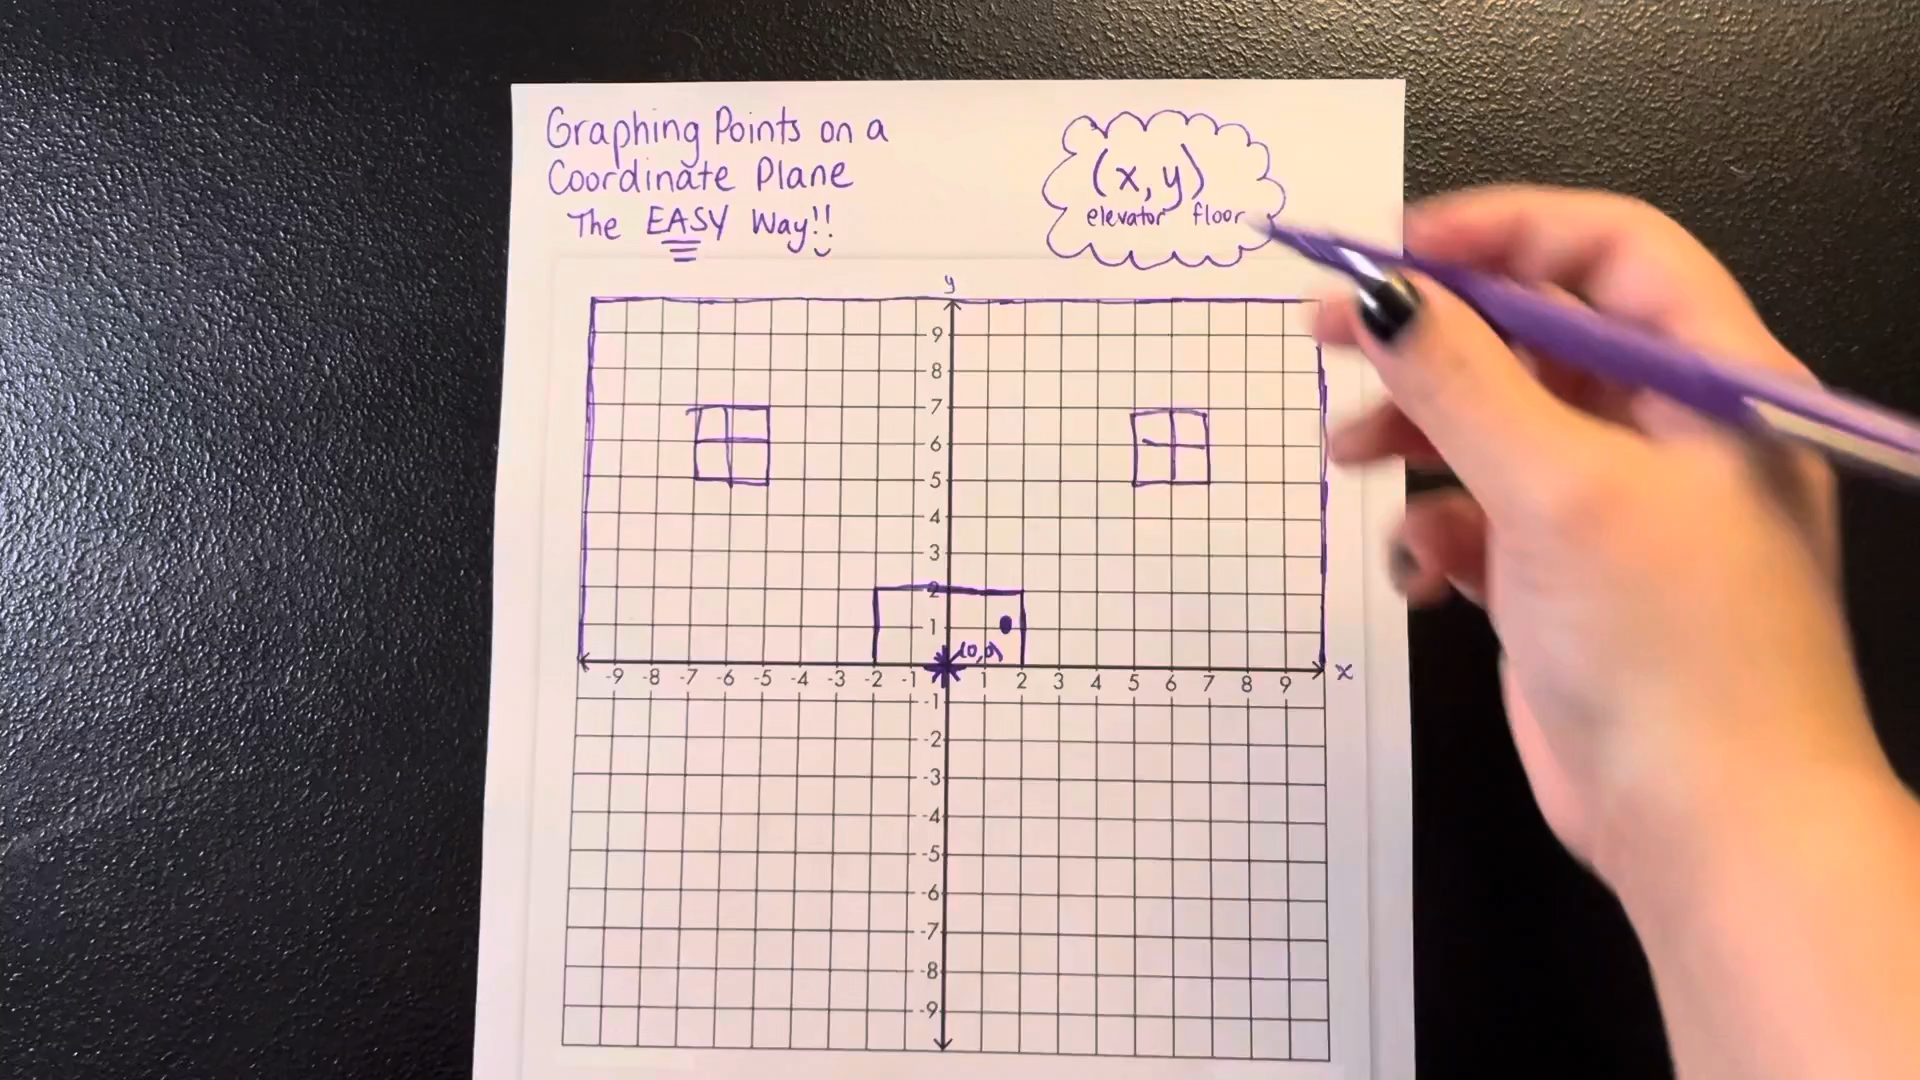 Graphing Points on a
Coordinate Plane
The EASY Way!!
(x,y)
elevator floor
y
9
8
7
6
5
4
3
2
1
(0,0)
-9 -8 -7 -6 -5 -4 -3 -2 -1 1 2 3 4 5 6 7 8 9 x
-1
-2
-3
-4
-5
-6
-7
-8
-9